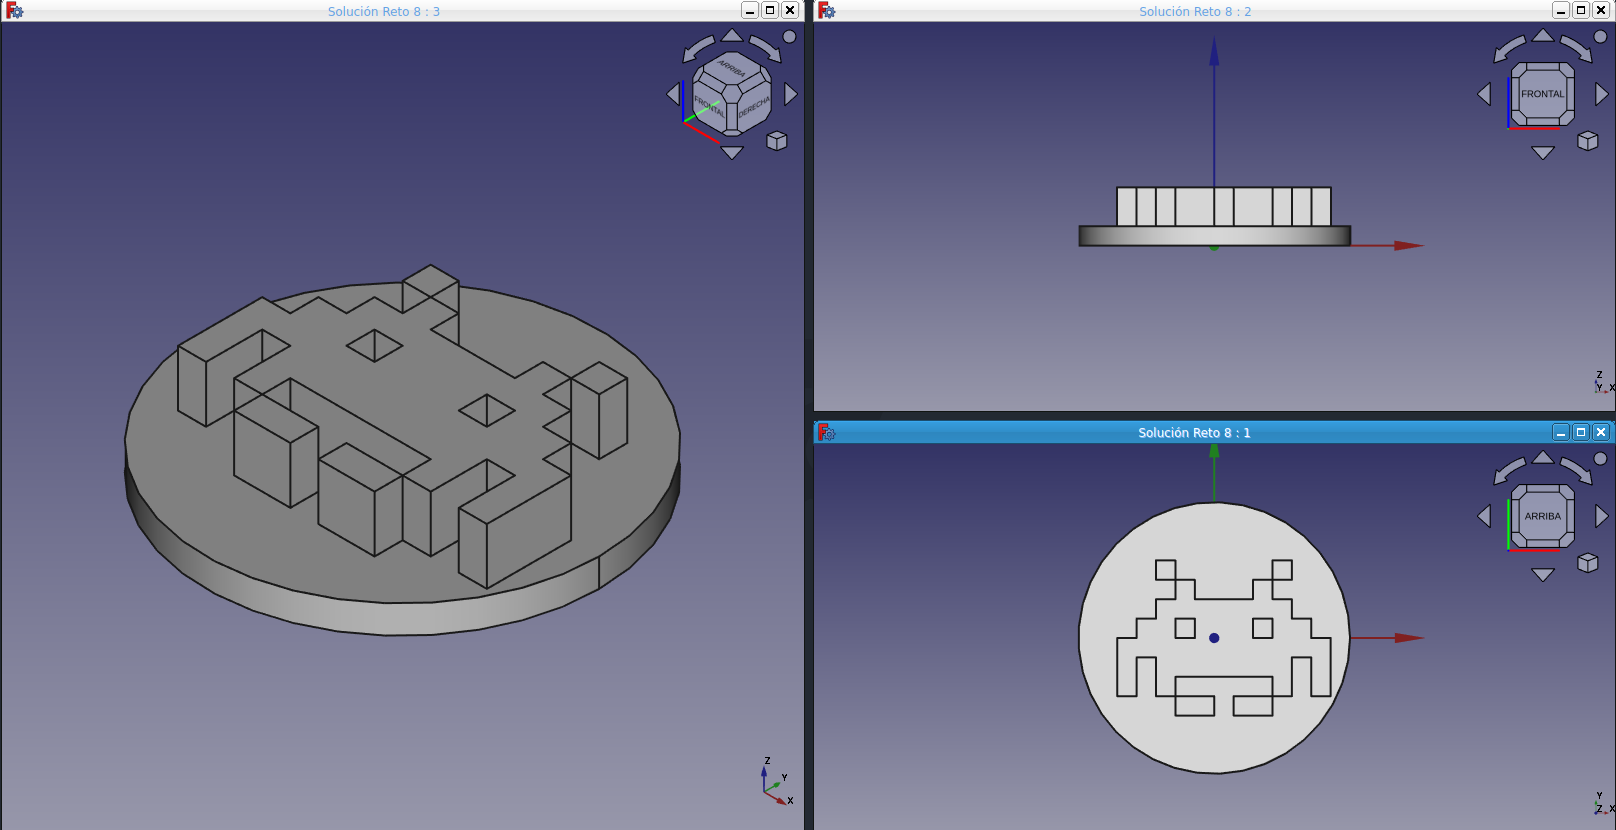 Solución Reto 8 : 3
ARRIBA
FRONTAL
DERECHA
Z
Y
X
Solución Reto 8 : 2
FRONTAL
Z
Y X
Solución Reto 8 : 1
ARRIBA
Y
Z X